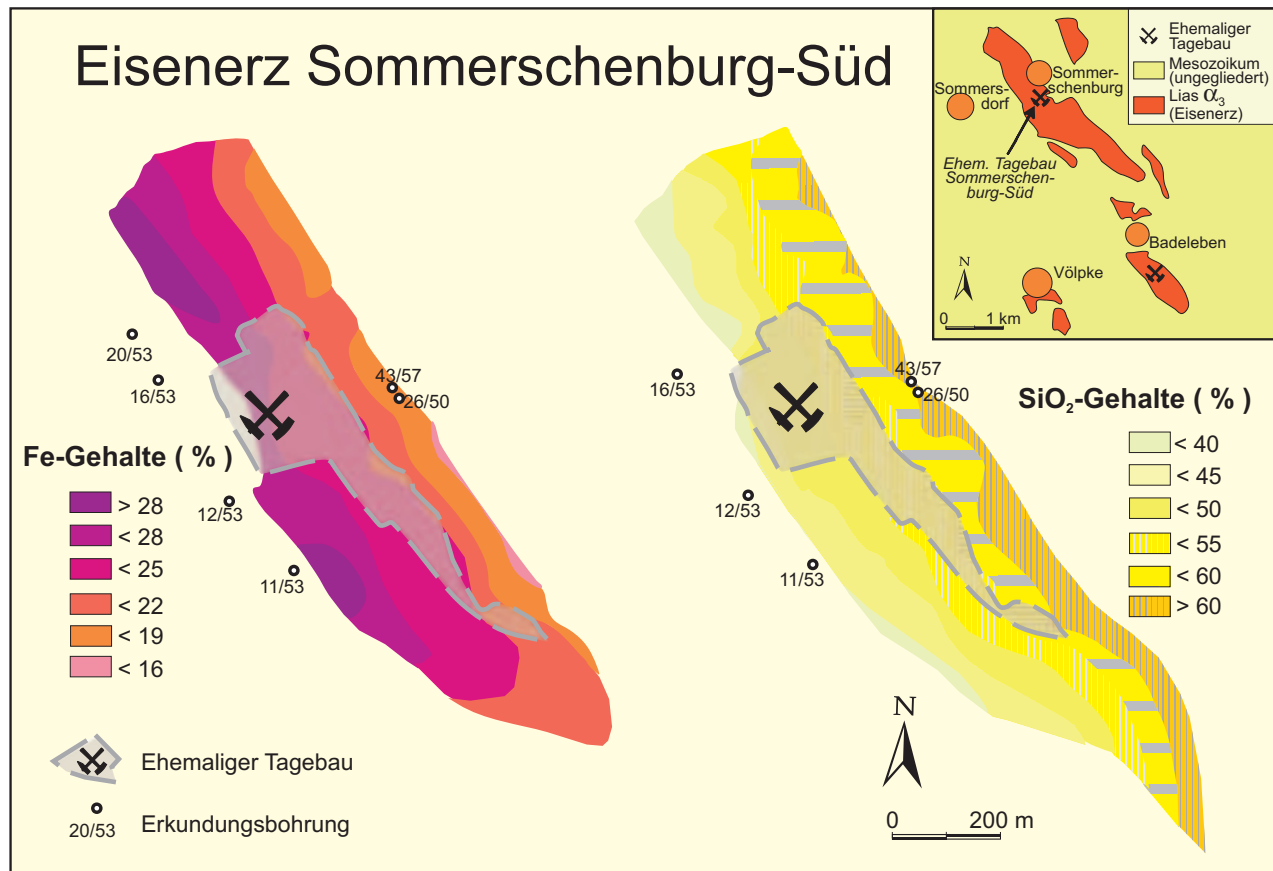 Eisenerz Sommerschenburg-Süd
Ehemaliger
Tagebau
Mesozoikum
(ungegliedert)
Lias α₃
(Eisenerz)
Sommer-
schenburg
Sommers-
dorf
Ehem. Tagebau
Sommerschen-
burg-Süd
Badeleben
Völpke
N
0 1 km
20/53
16/53
43/57
26/50
12/53
11/53
Fe-Gehalte ( % )
> 28
< 28
< 25
< 22
< 19
< 16
Ehemaliger Tagebau
20/53
Erkundungsbohrung
16/53
43/57
26/50
12/53
11/53
SiO₂-Gehalte ( % )
< 40
< 45
< 50
< 55
< 60
> 60
N
0 200 m